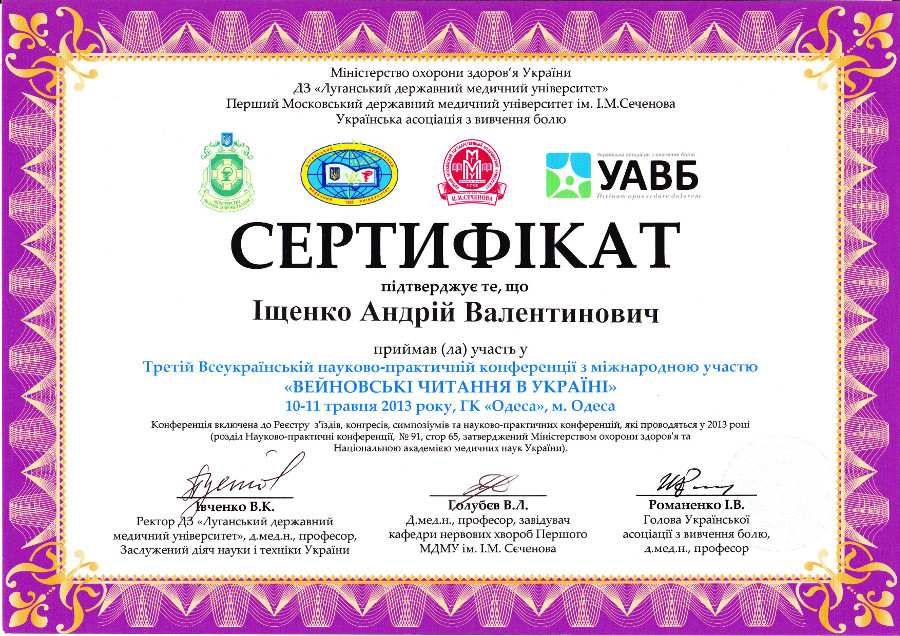 Міністерство охорони здоров'я України
ДЗ «Луганський державний медичний університет»
Перший Московський державний медичний університет ім. І.М.Сеченова
Українська асоціація з вивчення болю
И.М.СЕЧЕНОВА
Українська асоціація з вивчення болю
УАВБ
Divinum opus sedare dolorem
СЕРТИФІКАТ
підтверджує те, що
Іщенко Андрій Валентинович
приймав (ла) участь у
Третій Всеукраїнській науково-практичній конференції з міжнародною участю
«ВЕЙНОВСЬКІ ЧИТАННЯ В УКРАЇНІ»
10-11 травня 2013 року, ГК «Одеса», м. Одеса
Конференція включена до Реєстру з'їздів, конгресів, симпозіумів та науково-практичних конференцій, які проводяться у 2013 році
(розділ Науково-практичні конференції, № 91, стор 65, затверджений Міністерством охорони здоров'я та
Національною академією медичних наук України).
Івченко В.К.
Ректор ДЗ «Луганський державний
медичний університет», д.мед.н., професор,
Заслужений діяч науки і техніки України
Голубєв В.Л.
Д.мед.н., професор, завідувач
кафедри нервових хвороб Першого
МДМУ ім. І.М. Сєченова
Романенко І.В.
Голова Української
асоціації з вивчення болю,
д.мед.н., професор